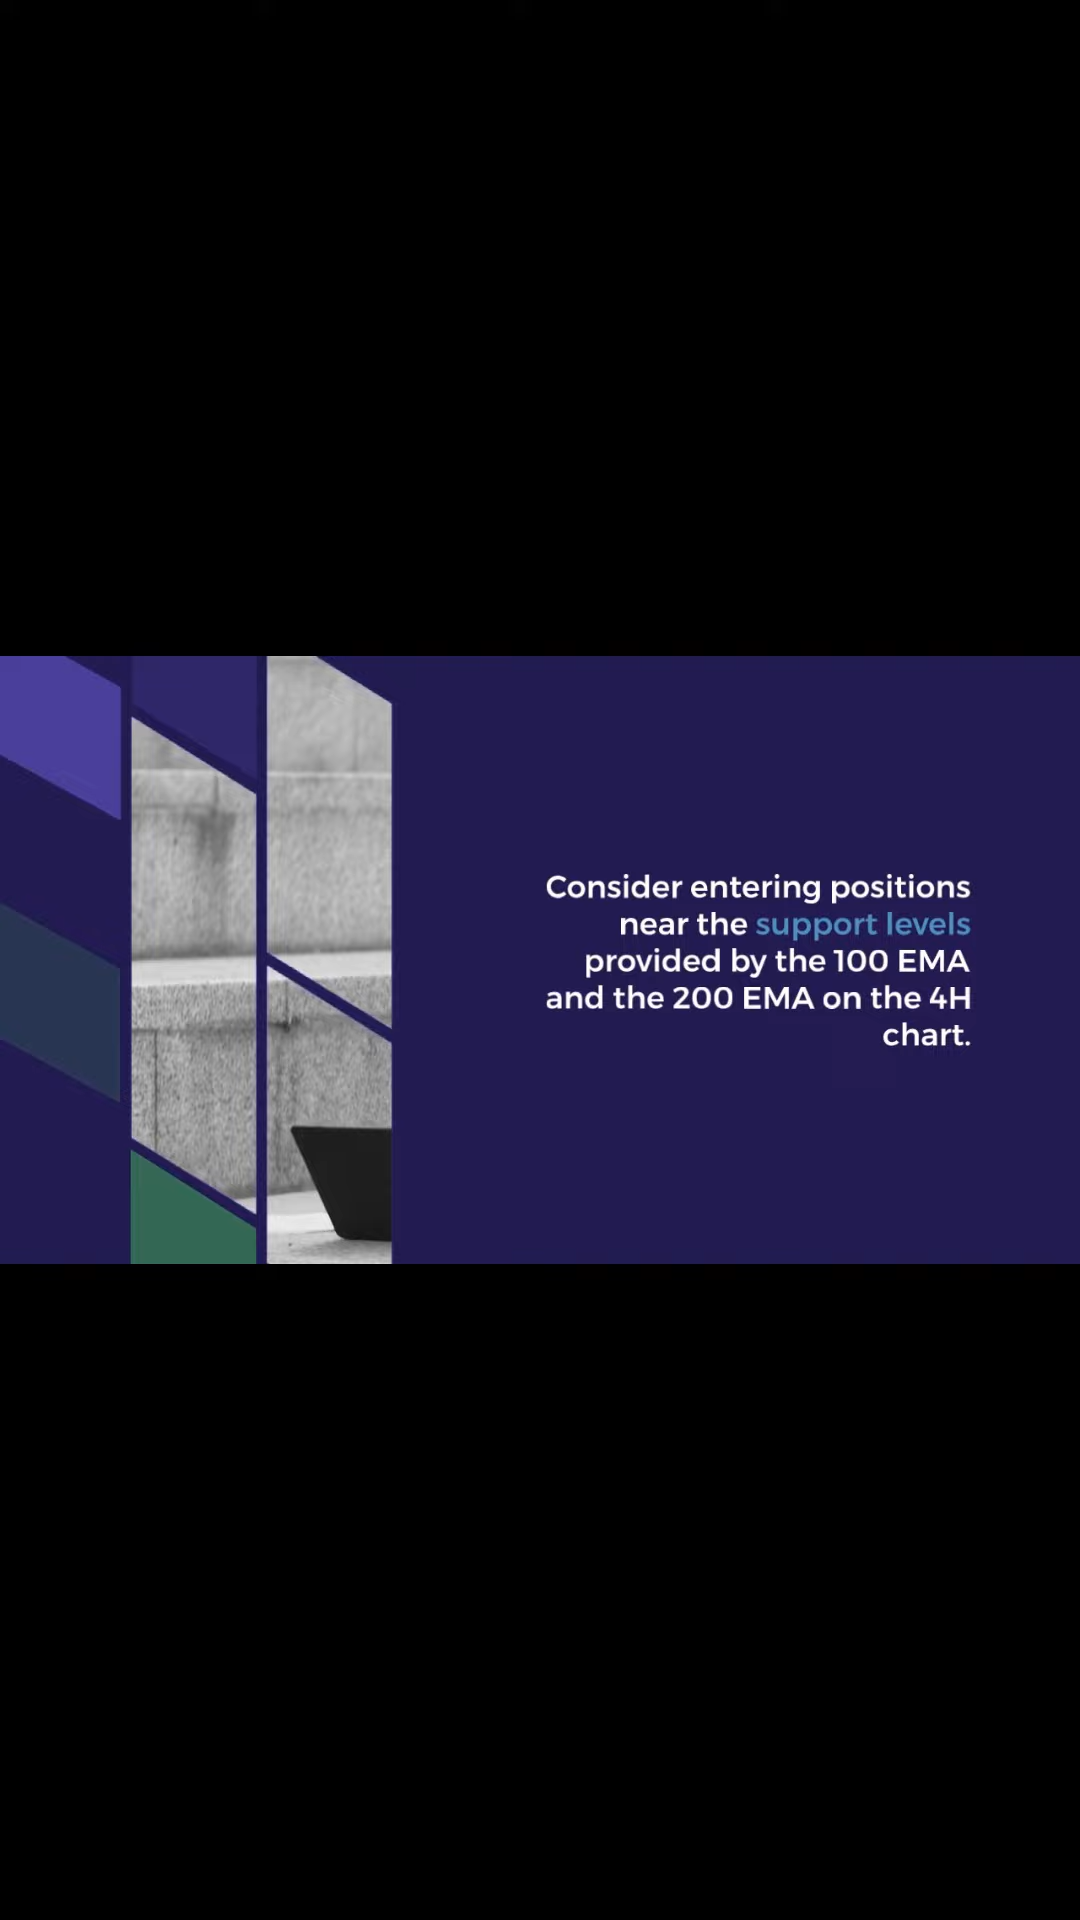 Consider entering positions
near the support levels
provided by the 100 EMA
and the 200 EMA on the 4H
chart.